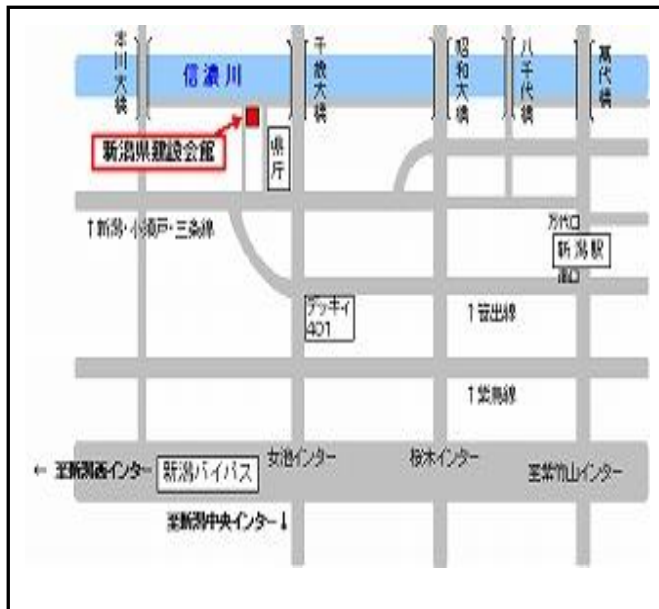 本川大橋
千歳大橋
昭和大橋
八千代橋
萬代橋
信濃川
新潟県建設会館
県庁
↑新潟・小須戸・三条線
万代口
新潟駅
南口
デッキィ
401
↑笹出線
↑紫鳥線
女池インター
桜木インター
至紫竹山インター
← 至新潟西インター
新潟バイパス
至新潟中央インター↓